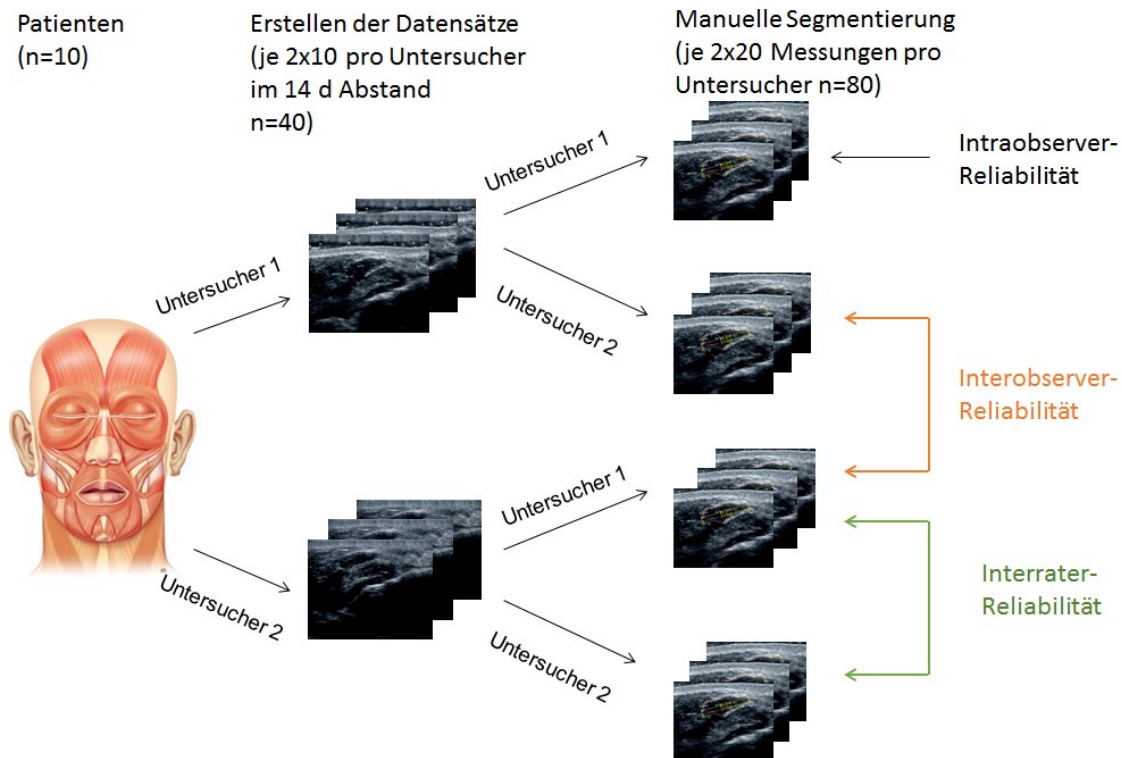 Patienten
(n=10)
Erstellen der Datensätze
(je 2x10 pro Untersucher
im 14 d Abstand
n=40)
Manuelle Segmentierung
(je 2x20 Messungen pro
Untersucher n=80)
Untersucher 1
Untersucher 1
Untersucher 2
Intraobserver-
Reliabilität
Interobserver-
Reliabilität
Untersucher 2
Untersucher 1
Untersucher 2
Interrater-
Reliabilität